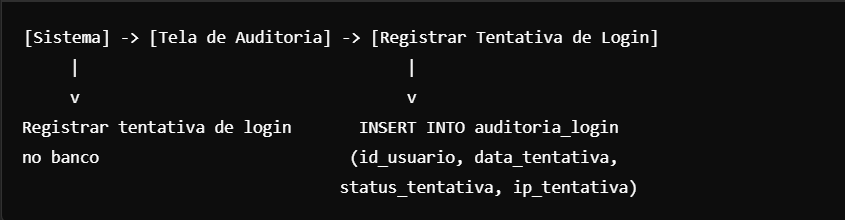 [Sistema] -> [Tela de Auditoria] -> [Registrar Tentativa de Login]
| |
v v
Registrar tentativa de login INSERT INTO auditoria_login
no banco (id_usuario, data_tentativa,
status_tentativa, ip_tentativa)